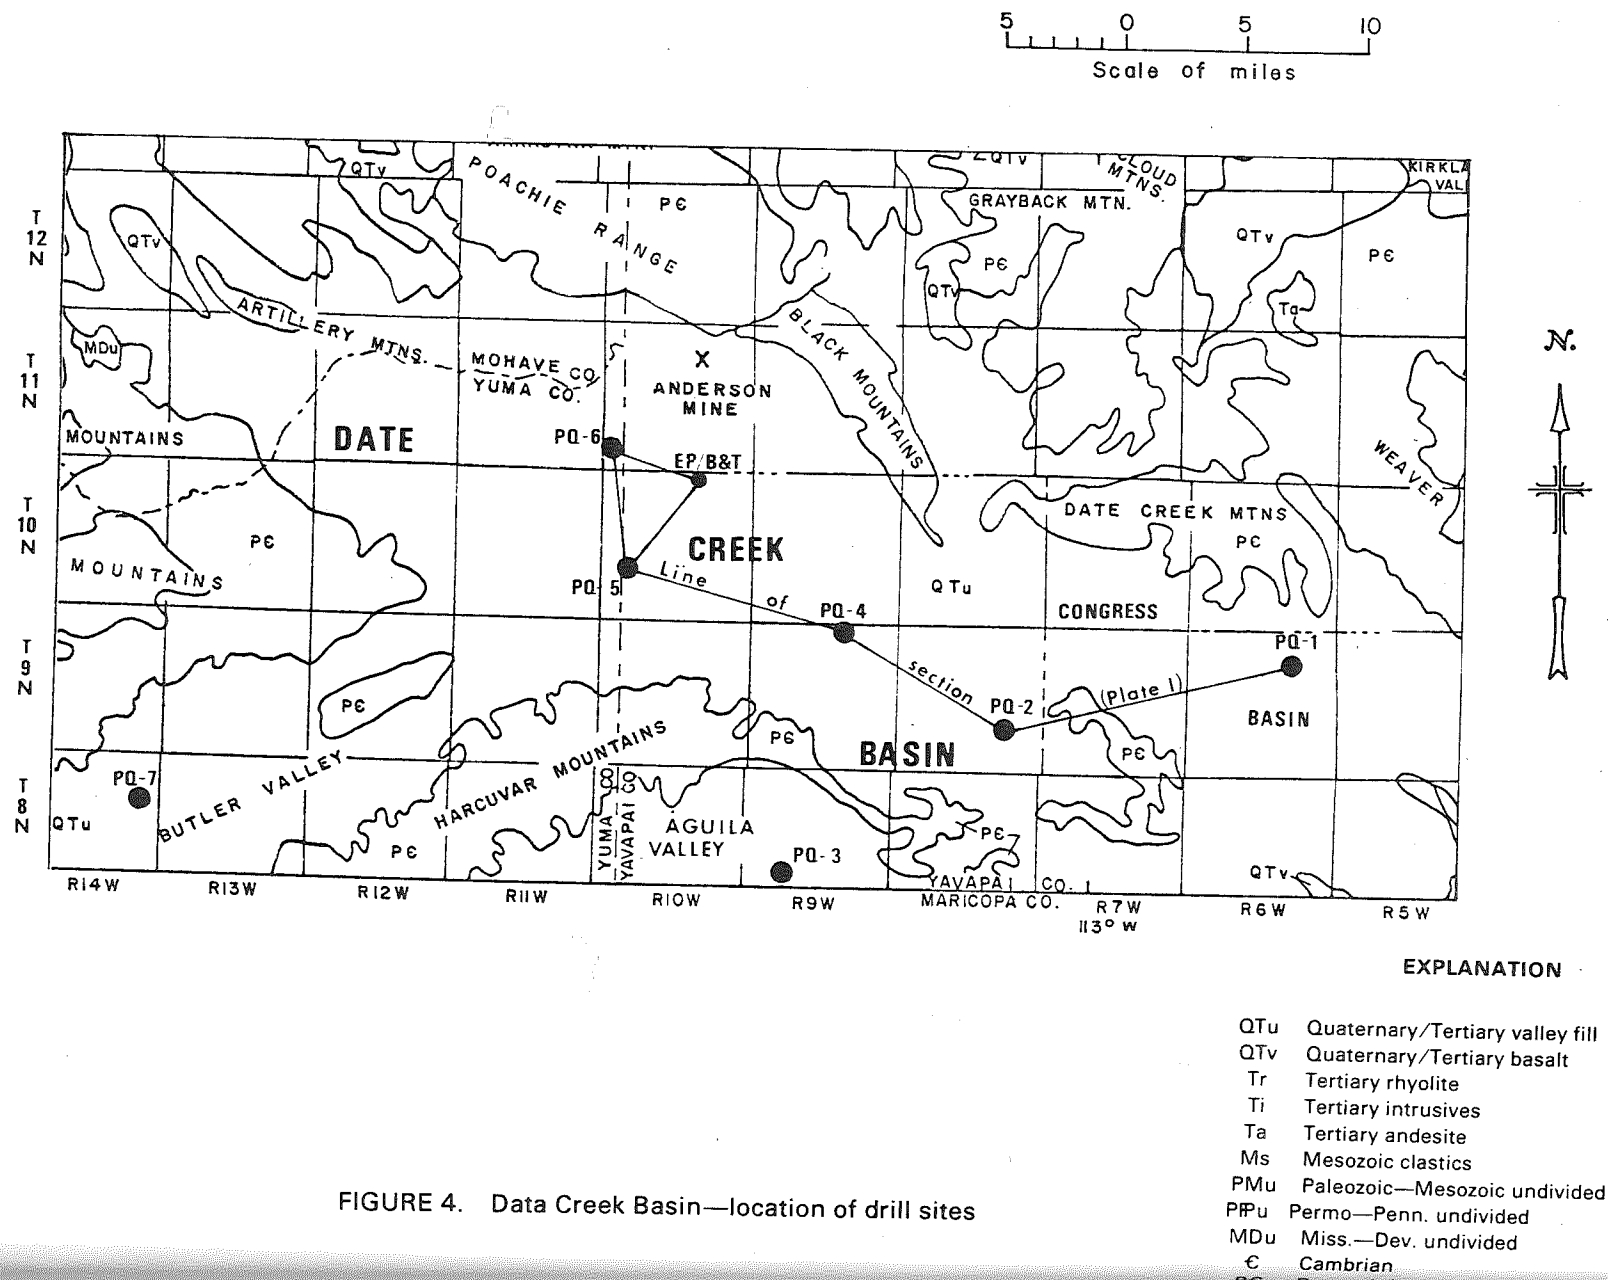 5 0 5 10
Scale of miles
QTv
POACHIE
RANGE
PЄ
QTv
CLOUD
MTNS.
KIRKLA
VAL
GRAYBACK MTN.
T
12
N
QTv
PЄ
QTv
QTv
PЄ
Ta
N.
ARTILLERY MTNS.
BLACK MOUNTAINS
MDu
T
11
N
MOHAVE CO.
YUMA CO.
X
ANDERSON
MINE
MOUNTAINS
DATE
PQ-6
EP/B&T
WEAVER
T
10
N
PЄ
CREEK
DATE CREEK MTNS
PЄ
MOUNTAINS
PQ-5
Line of section (Plate I)
QTu
PQ-4
CONGRESS
PQ-1
T
9
N
PЄ
PQ-2
BASIN
HARCUVAR MOUNTAINS
PЄ
BASIN
PЄ
T
8
N
PQ-7
BUTLER VALLEY
QTu
PЄ
YUMA CO
YAVAPAI CO
AGUILA
VALLEY
PQ-3
PЄ
QTv
YAVAPAI CO.
MARICOPA CO.
R14W R13W R12W R11W R10W R9W R7W R6W R5W
113° W
EXPLANATION
QTu Quaternary/Tertiary valley fill
QTv Quaternary/Tertiary basalt
Tr Tertiary rhyolite
Ti Tertiary intrusives
Ta Tertiary andesite
Ms Mesozoic clastics
PMu Paleozoic—Mesozoic undivided
PIPu Permo—Penn. undivided
MDu Miss.—Dev. undivided
Є Cambrian
FIGURE 4. Data Creek Basin—location of drill sites